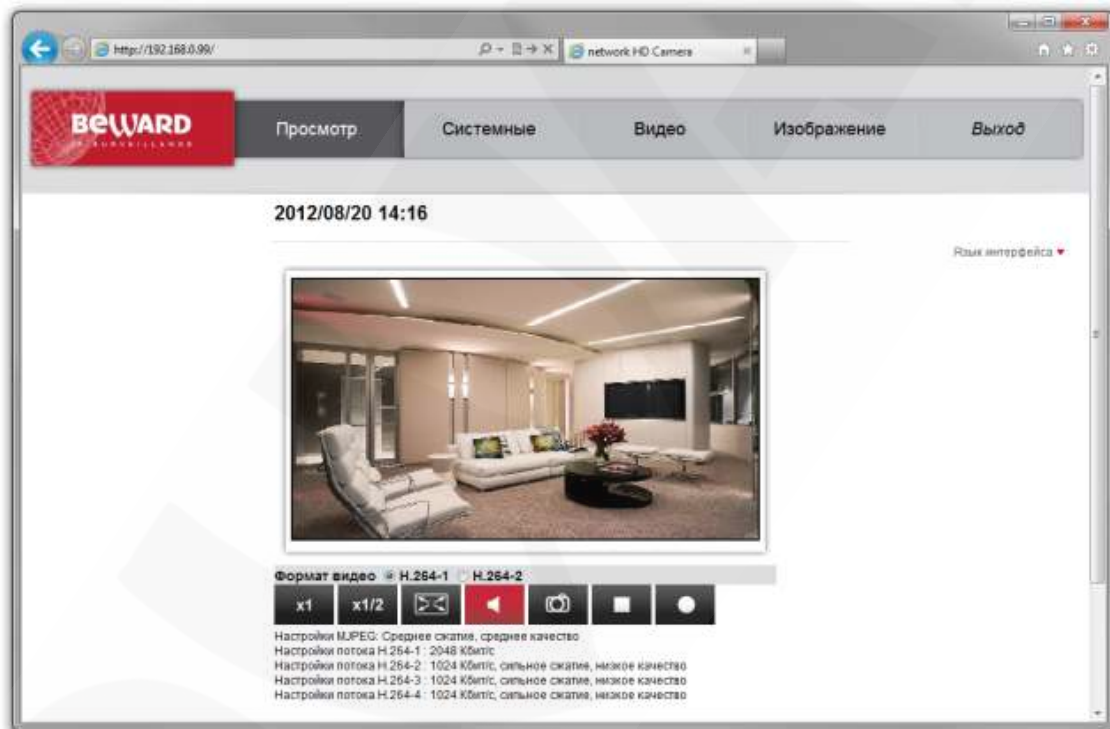 http://192.168.0.99/
network HD Camera
BEWARD
IP SURVEILLANCE
Просмотр
Системные
Видео
Изображение
Выход
2012/08/20 14:16
Язык интерфейса
Формат видео H.264-1 H.264-2
x1 x1/2
Настройки MJPEG: Среднее сжатие, среднее качество
Настройки потока H.264-1 : 2048 Кбит/с
Настройки потока H.264-2 : 1024 Кбит/с, сильное сжатие, низкое качество
Настройки потока H.264-3 : 1024 Кбит/с, сильное сжатие, низкое качество
Настройки потока H.264-4 : 1024 Кбит/с, сильное сжатие, низкое качество